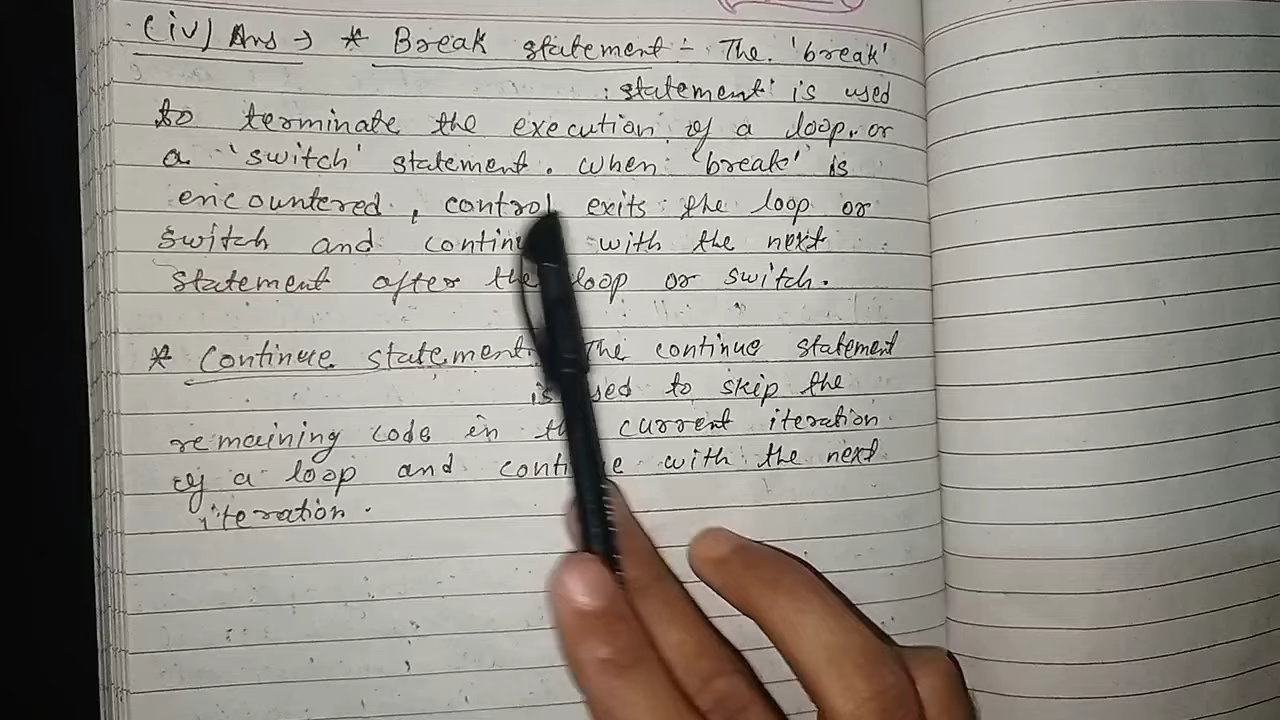 (iv) Ans → * Break statement :- The 'break'
statement is used
to terminate the execution of a loop or
a 'switch' statement. When 'break' is
encountered, control exits the loop or
switch and contin with the next
statement after the loop or switch.
* Continue statement The continue statement
is used to skip the
remaining code in the current iteration
of a loop and continue with the next
iteration.